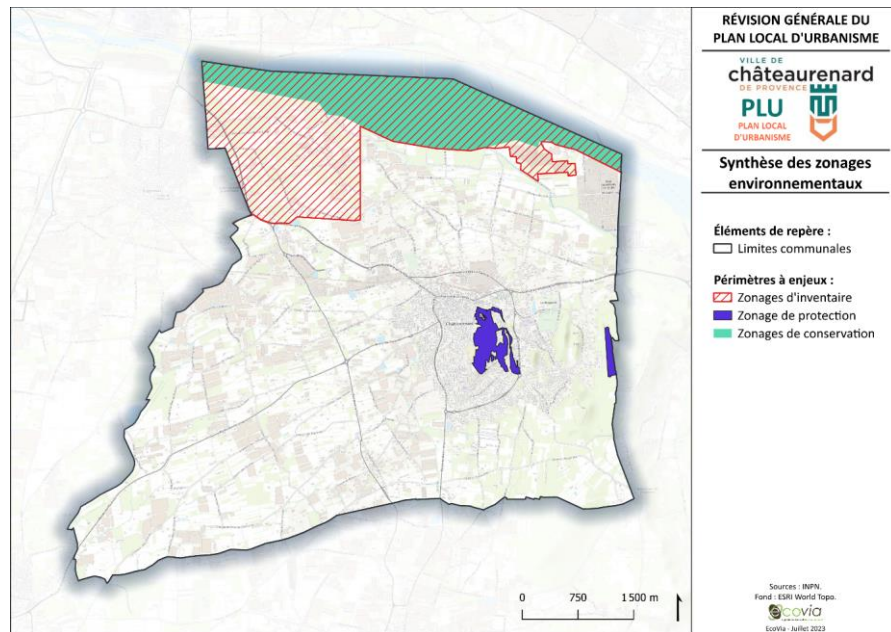 RÉVISION GÉNÉRALE DU
PLAN LOCAL D'URBANISME
VILLE DE
châteaurenard
DE PROVENCE
PLU
PLAN LOCAL
D'URBANISME
Synthèse des zonages
environnementaux
Éléments de repère :
Limites communales
Périmètres à enjeux :
Zonages d'inventaire
Zonage de protection
Zonages de conservation
0 750 1 500 m
Sources : INPN.
Fond : ESRI World Topo.
ecovia
EcoVia - Juillet 2023